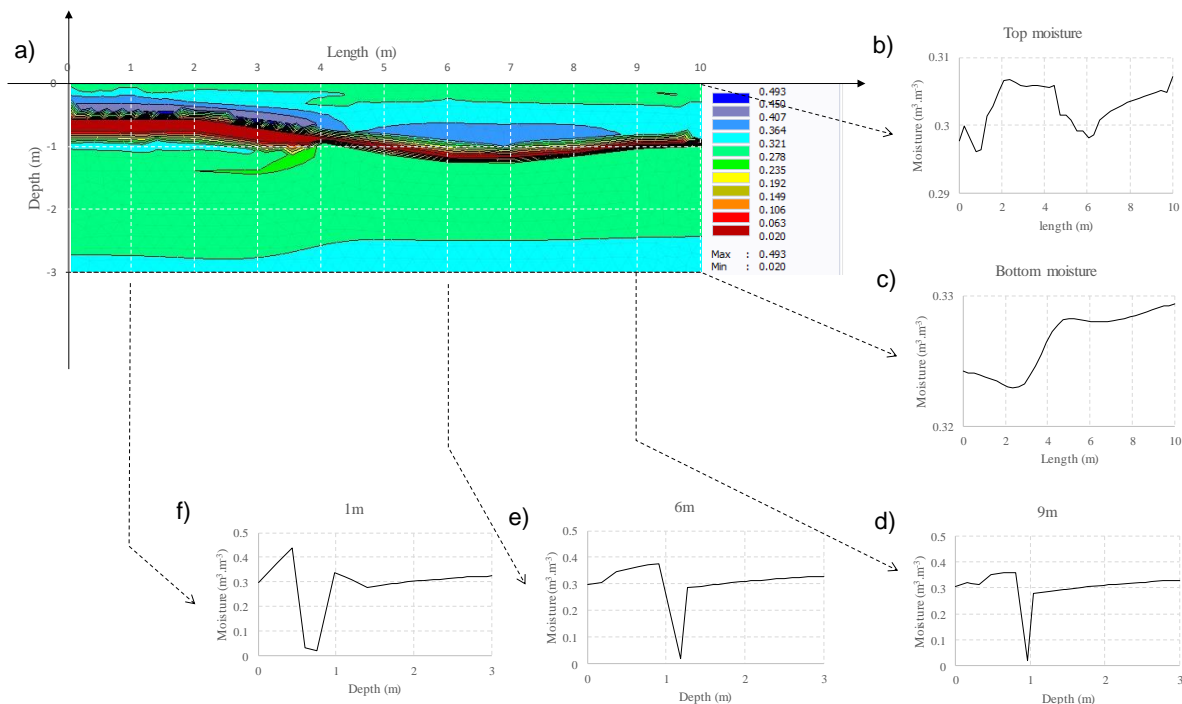 a)
Length (m)
0 1 2 3 4 5 6 7 8 9 10
Depth (m)
0
-1
-2
-3
0.493
0.450
0.407
0.364
0.321
0.278
0.235
0.192
0.149
0.106
0.063
0.020
Max : 0.493
Min : 0.020
b)
Top moisture
Moisture (m³.m⁻³)
0.31
0.3
0.29
0 2 4 6 8 10
length (m)
c)
Bottom moisture
Moisture (m³.m⁻³)
0.33
0.32
0 2 4 6 8 10
Length (m)
f)
1m
Moisture (m³.m⁻³)
0.5
0.4
0.3
0.2
0.1
0
0 1 2 3
Depth (m)
e)
6m
Moisture (m³.m⁻³)
0.5
0.4
0.3
0.2
0.1
0
0 1 2 3
Depth (m)
d)
9m
Moisture (m³.m⁻³)
0.5
0.4
0.3
0.2
0.1
0
0 1 2 3
Depth (m)